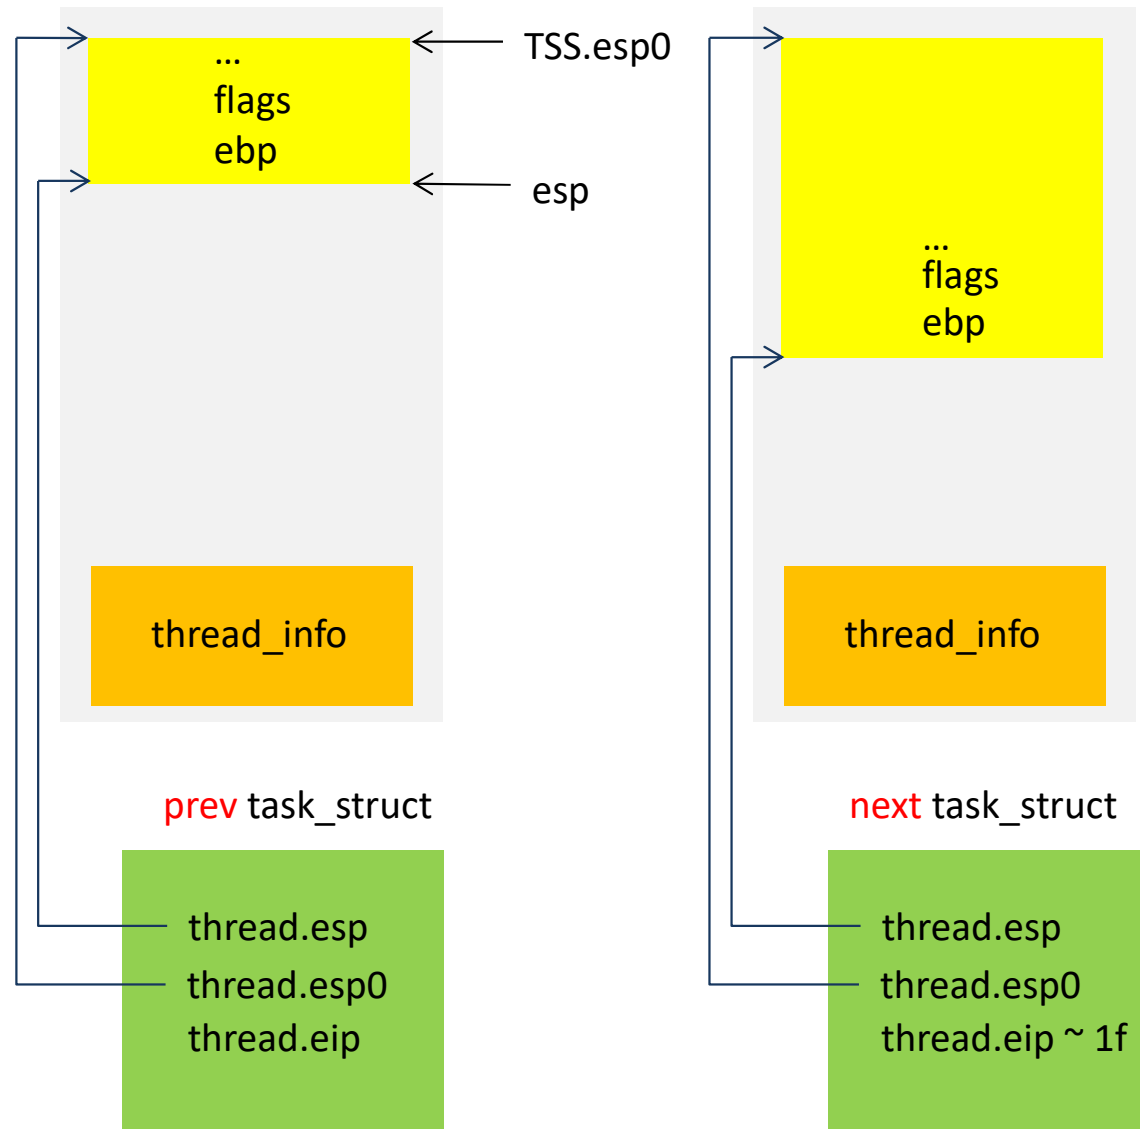 ...
flags
ebp
TSS.esp0
esp
...
flags
ebp
thread_info
thread_info
prev task_struct
next task_struct
thread.esp
thread.esp0
thread.eip
thread.esp
thread.esp0
thread.eip ~ 1f